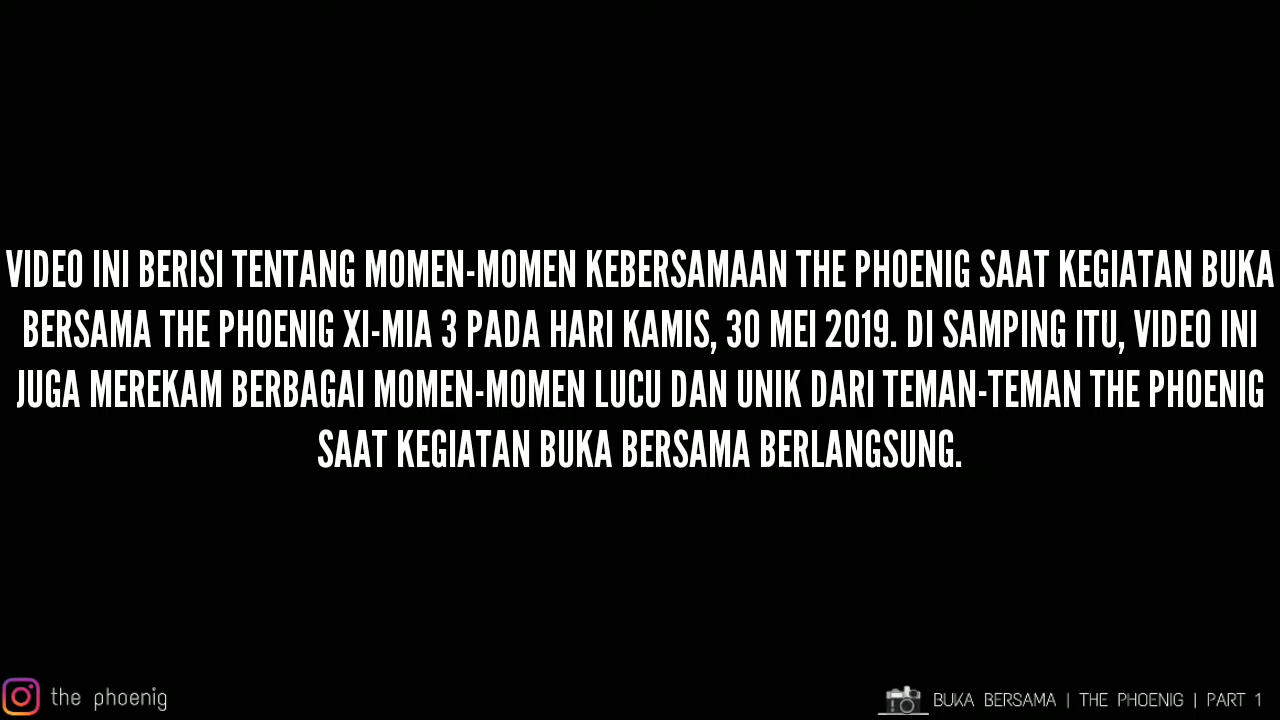 VIDEO INI BERISI TENTANG MOMEN-MOMEN KEBERSAMAAN THE PHOENIG SAAT KEGIATAN BUKA
BERSAMA THE PHOENIG XI-MIA 3 PADA HARI KAMIS, 30 MEI 2019. DI SAMPING ITU, VIDEO INI
JUGA MEREKAM BERBAGAI MOMEN-MOMEN LUCU DAN UNIK DARI TEMAN-TEMAN THE PHOENIG
SAAT KEGIATAN BUKA BERSAMA BERLANGSUNG.
the phoenig
BUKA BERSAMA | THE PHOENIG | PART 1